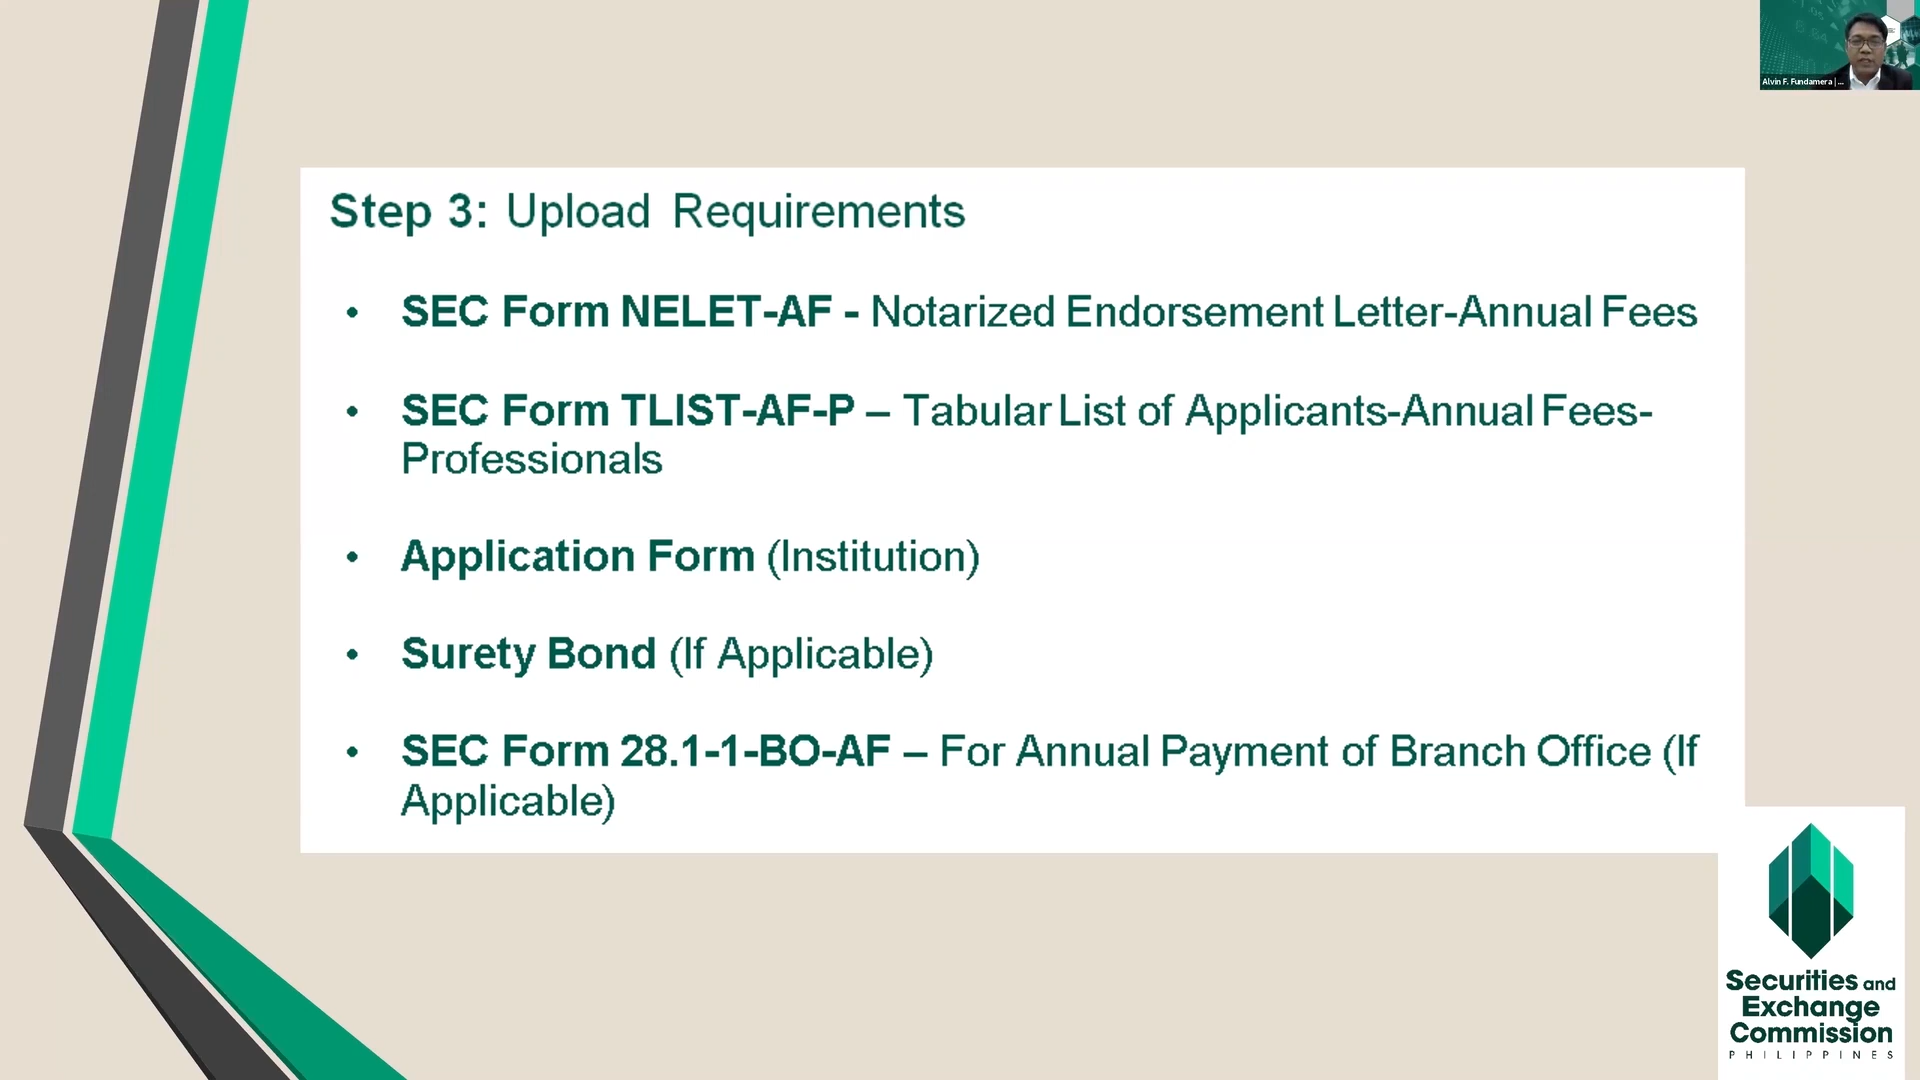 Alvin F. Fundamera | ...
Step 3: Upload Requirements
• SEC Form NELET-AF - Notarized Endorsement Letter-Annual Fees
• SEC Form TLIST-AF-P – Tabular List of Applicants-Annual Fees-
Professionals
• Application Form (Institution)
• Surety Bond (If Applicable)
• SEC Form 28.1-1-BO-AF – For Annual Payment of Branch Office (If
Applicable)
Securities and
Exchange
Commission
PHILIPPINES